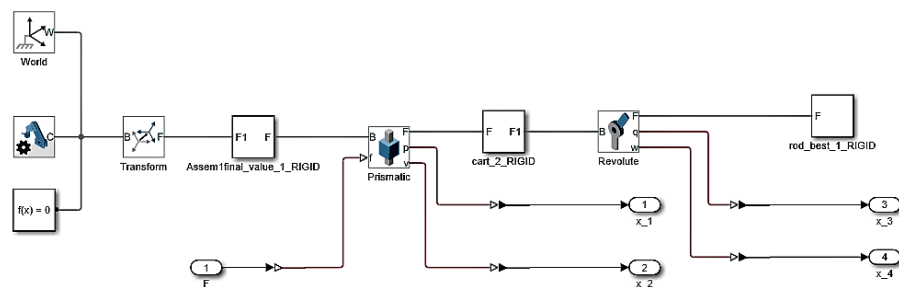 W
World
C
f(x) = 0
B F
Transform
F1 F
Assem1final_value_1_RIGID
B F
f p
v
Prismatic
F F1
cart_2_RIGID
B F
q
w
Revolute
F
rod_best_1_RIGID
1
x_1
2
x_2
3
x_3
4
x_4
1
F